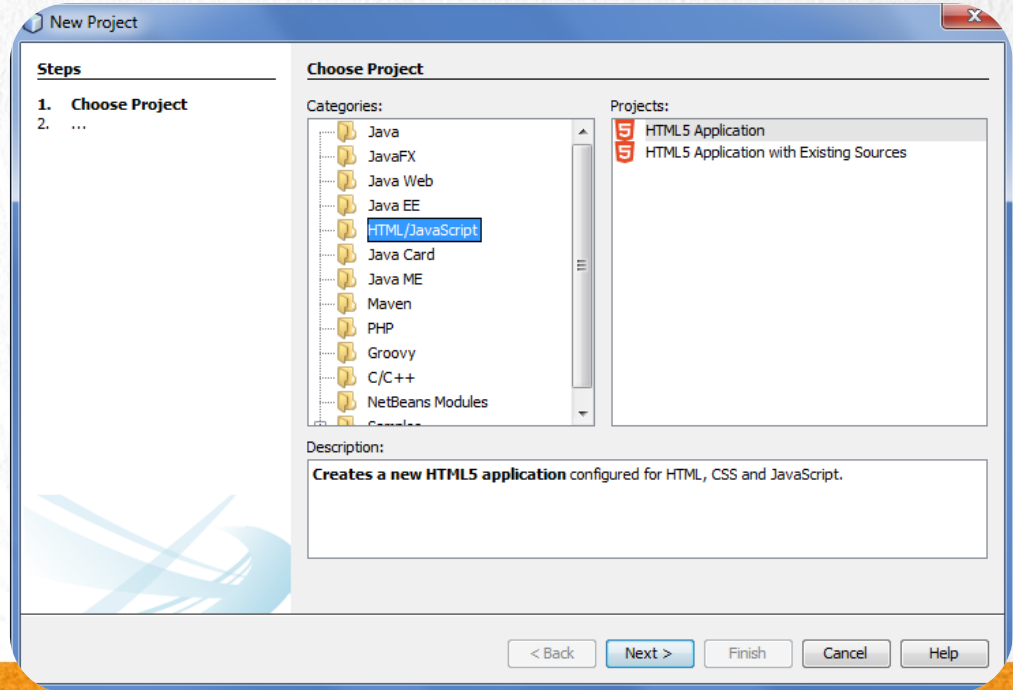 New Project
Steps
1. Choose Project
2. ...
Choose Project
Categories:
Java
JavaFX
Java Web
Java EE
HTML/JavaScript
Java Card
Java ME
Maven
PHP
Groovy
C/C++
NetBeans Modules
Samples
Projects:
HTML5 Application
HTML5 Application with Existing Sources
Description:
Creates a new HTML5 application configured for HTML, CSS and JavaScript.
< Back
Next >
Finish
Cancel
Help